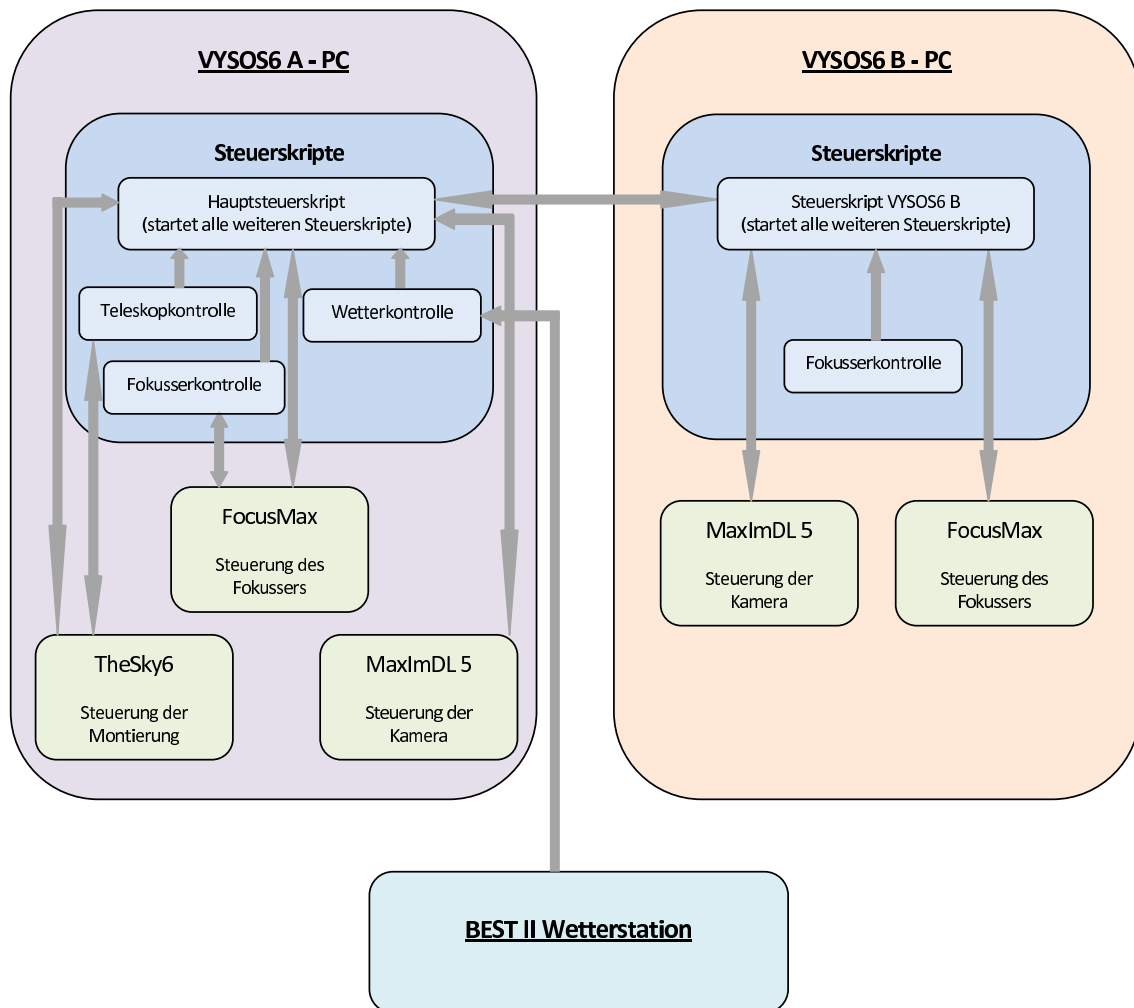 VYSOS6 A - PC
Steuerskripte
Hauptsteuerskript
(startet alle weiteren Steuerskripte)
Teleskopkontrolle
Wetterkontrolle
Fokusserkontrolle
FocusMax
Steuerung des
Fokussers
TheSky6
Steuerung der
Montierung
MaxImDL 5
Steuerung der
Kamera
VYSOS6 B - PC
Steuerskripte
Steuerskript VYSOS6 B
(startet alle weiteren Steuerskripte)
Fokusserkontrolle
MaxImDL 5
Steuerung der
Kamera
FocusMax
Steuerung des
Fokussers
BEST II Wetterstation